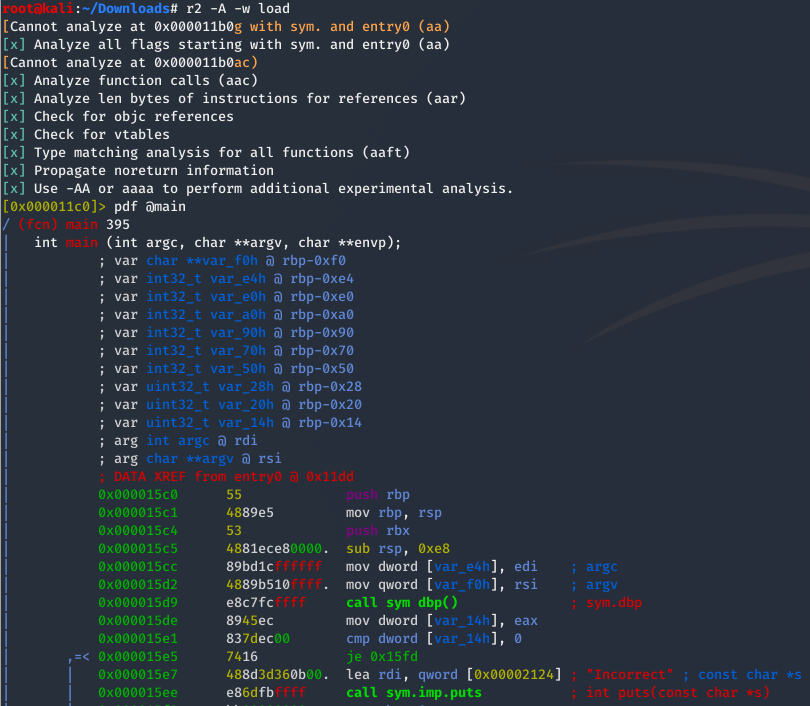 root@kali:~/Downloads# r2 -A -w load
[Cannot analyze at 0x000011b0g with sym. and entry0 (aa)
[x] Analyze all flags starting with sym. and entry0 (aa)
[Cannot analyze at 0x000011b0ac)
[x] Analyze function calls (aac)
[x] Analyze len bytes of instructions for references (aar)
[x] Check for objc references
[x] Check for vtables
[x] Type matching analysis for all functions (aaft)
[x] Propagate noreturn information
[x] Use -AA or aaaa to perform additional experimental analysis.
[0x000011c0]> pdf @main
/ (fcn) main 395
|   int main (int argc, char **argv, char **envp);
|           ; var char **var_f0h @ rbp-0xf0
|           ; var int32_t var_e4h @ rbp-0xe4
|           ; var int32_t var_e0h @ rbp-0xe0
|           ; var int32_t var_a0h @ rbp-0xa0
|           ; var int32_t var_90h @ rbp-0x90
|           ; var int32_t var_70h @ rbp-0x70
|           ; var int32_t var_50h @ rbp-0x50
|           ; var uint32_t var_28h @ rbp-0x28
|           ; var uint32_t var_20h @ rbp-0x20
|           ; var uint32_t var_14h @ rbp-0x14
|           ; arg int argc @ rdi
|           ; arg char **argv @ rsi
|           ; DATA XREF from entry0 @ 0x11dd
|           0x000015c0      55             push rbp
|           0x000015c1      4889e5         mov rbp, rsp
|           0x000015c4      53             push rbx
|           0x000015c5      4881ece80000.  sub rsp, 0xe8
|           0x000015cc      89bd1cffffff   mov dword [var_e4h], edi    ; argc
|           0x000015d2      4889b510ffff.  mov qword [var_f0h], rsi    ; argv
|           0x000015d9      e8c7fcffff     call sym dbp()              ; sym.dbp
|           0x000015de      8945ec         mov dword [var_14h], eax
|           0x000015e1      837dec00       cmp dword [var_14h], 0
|       ,=< 0x000015e5      7416           je 0x15fd
|       |   0x000015e7      488d3d360b00.  lea rdi, qword [0x00002124] ; "Incorrect" ; const char *s
|       |   0x000015ee      e86dfbffff     call sym.imp.puts           ; int puts(const char *s)